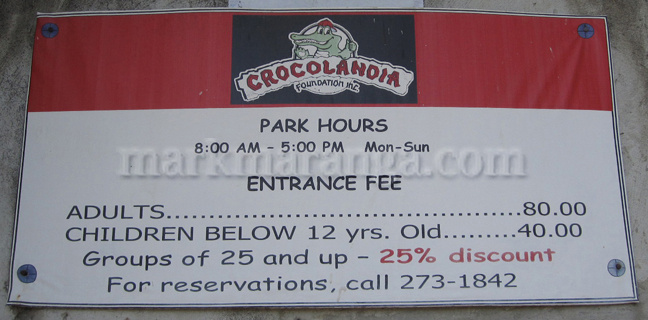 CROCOLANDIA
FOUNDATION INC.
PARK HOURS
8:00 AM – 5:00 PM Mon-Sun
markmaranga.com
ENTRANCE FEE
ADULTS..........................................80.00
CHILDREN BELOW 12 yrs. Old.........40.00
Groups of 25 and up – 25% discount
For reservations, call 273-1842